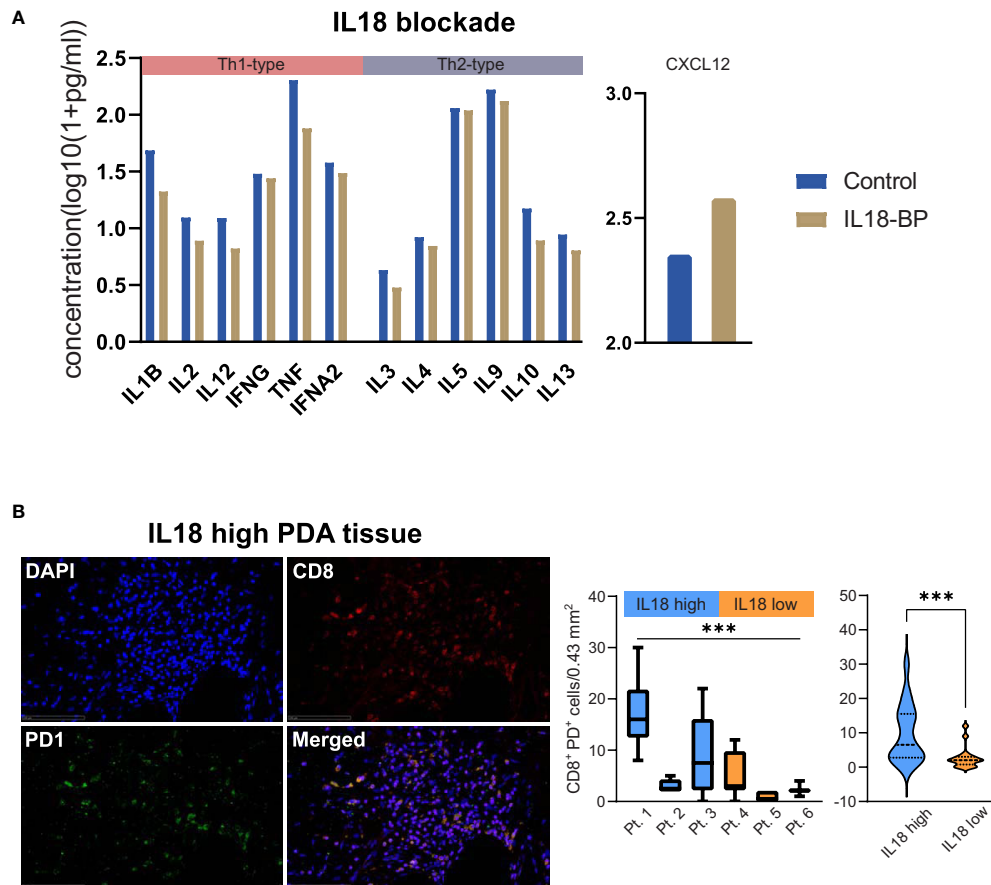 A
IL18 blockade
concentration(log10(1+pg/ml))
2.5
2.0
1.5
1.0
0.5
0.0
Th1-type
Th2-type
IL1B
IL2
IL12
IFNG
TNF
IFNA2
IL3
IL4
IL5
IL9
IL10
IL13
CXCL12
3.0
2.5
2.0
Control
IL18-BP
B
IL18 high PDA tissue
DAPI
CD8
PD1
Merged
CD8⁺ PD⁺ cells/0.43 mm²
40
30
20
10
0
IL18 high
IL18 low
***
Pt. 1
Pt. 2
Pt. 3
Pt. 4
Pt. 5
Pt. 6
50
40
30
20
10
0
-10
***
IL18 high
IL18 low